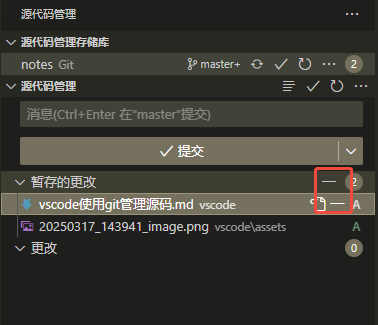 源代码管理
源代码管理存储库
notes Git master+ 2
源代码管理
消息(Ctrl+Enter 在"master"提交)
提交
暂存的更改 2
vscode使用git管理源码.md vscode A
20250317_143941_image.png vscode\assets A
更改 0